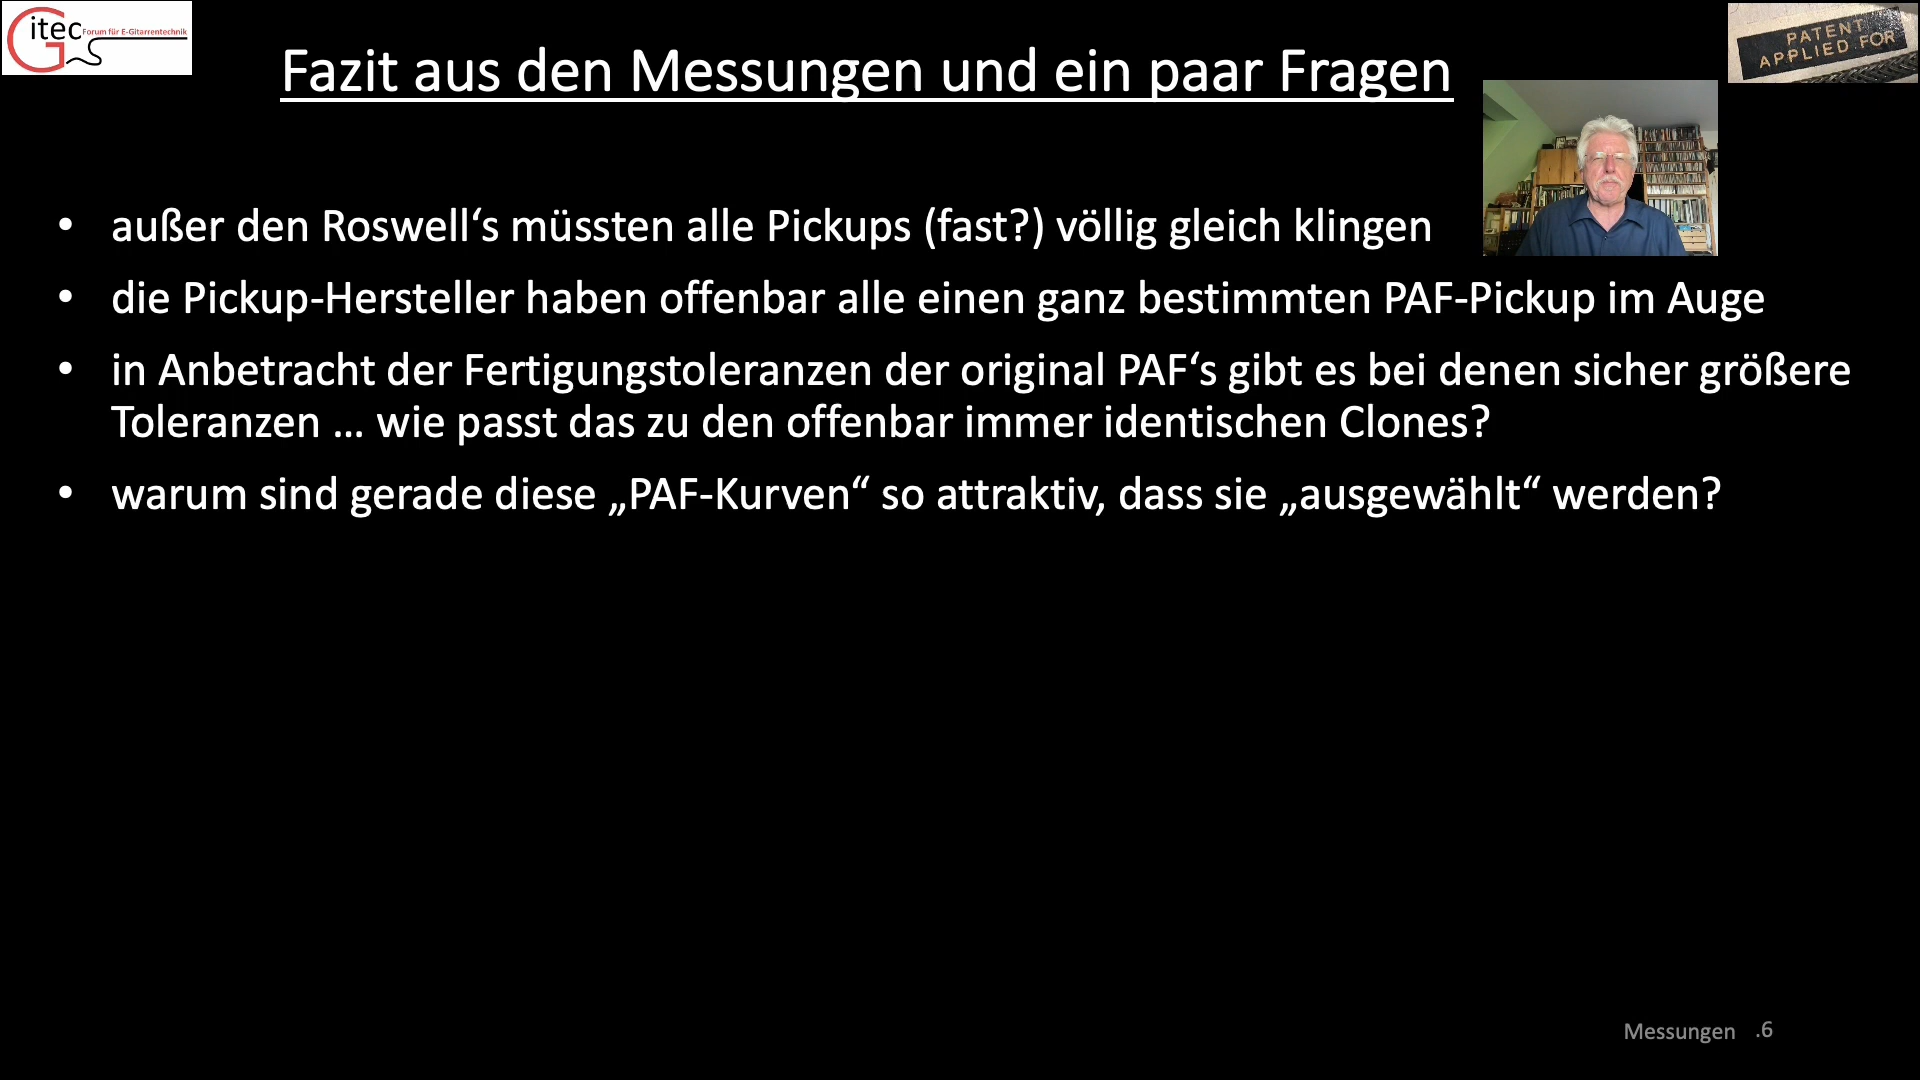 Gitec Forum für E-Gitarrentechnik
PATENT
APPLIED FOR
Fazit aus den Messungen und ein paar Fragen
• außer den Roswell‘s müssten alle Pickups (fast?) völlig gleich klingen
• die Pickup-Hersteller haben offenbar alle einen ganz bestimmten PAF-Pickup im Auge
• in Anbetracht der Fertigungstoleranzen der original PAF‘s gibt es bei denen sicher größere
Toleranzen … wie passt das zu den offenbar immer identischen Clones?
• warum sind gerade diese „PAF-Kurven“ so attraktiv, dass sie „ausgewählt“ werden?
Messungen .6